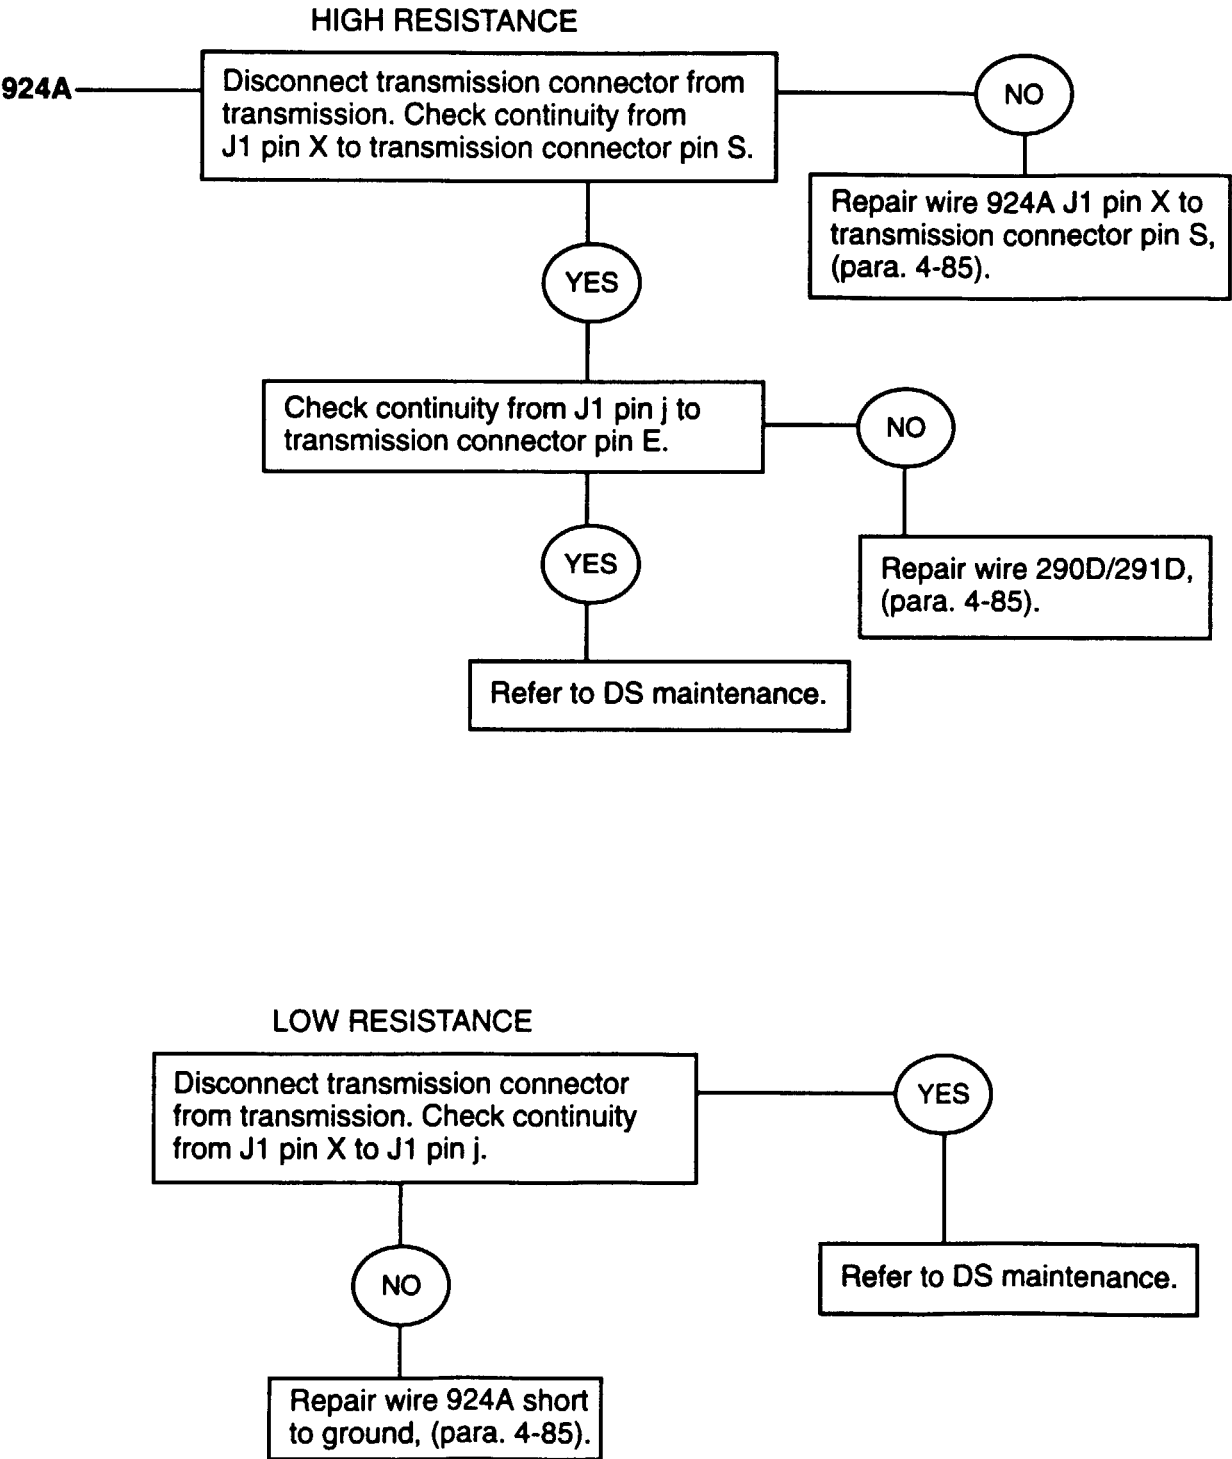 HIGH RESISTANCE
924A
Disconnect transmission connector from
transmission. Check continuity from
J1 pin X to transmission connector pin S.
NO
Repair wire 924A J1 pin X to
transmission connector pin S,
(para. 4-85).
YES
Check continuity from J1 pin j to
transmission connector pin E.
NO
Repair wire 290D/291D,
(para. 4-85).
YES
Refer to DS maintenance.
LOW RESISTANCE
Disconnect transmission connector
from transmission. Check continuity
from J1 pin X to J1 pin j.
YES
Refer to DS maintenance.
NO
Repair wire 924A short
to ground, (para. 4-85).